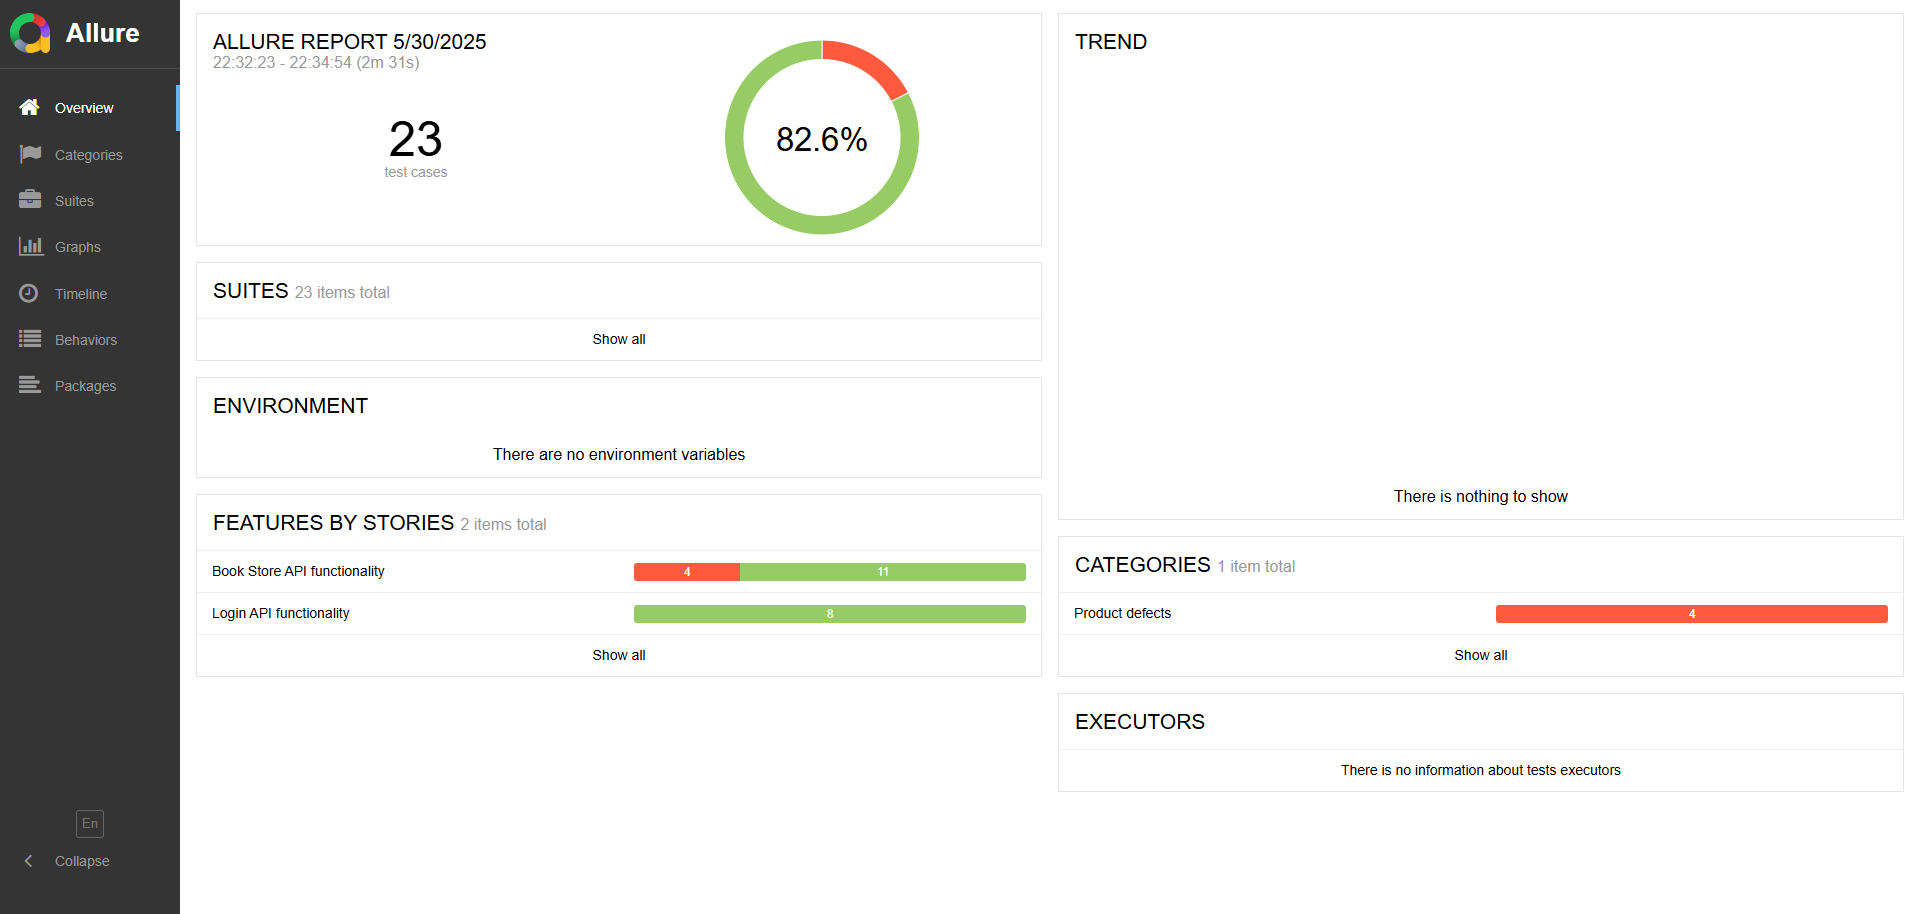 Allure
Overview
Categories
Suites
Graphs
Timeline
Behaviors
Packages
En
Collapse
ALLURE REPORT 5/30/2025
22:32:23 - 22:34:54 (2m 31s)
23
test cases
82.6%
SUITES 23 items total
Show all
ENVIRONMENT
There are no environment variables
FEATURES BY STORIES 2 items total
Book Store API functionality 4 11
Login API functionality 8
Show all
TREND
There is nothing to show
CATEGORIES 1 item total
Product defects 4
Show all
EXECUTORS
There is no information about tests executors